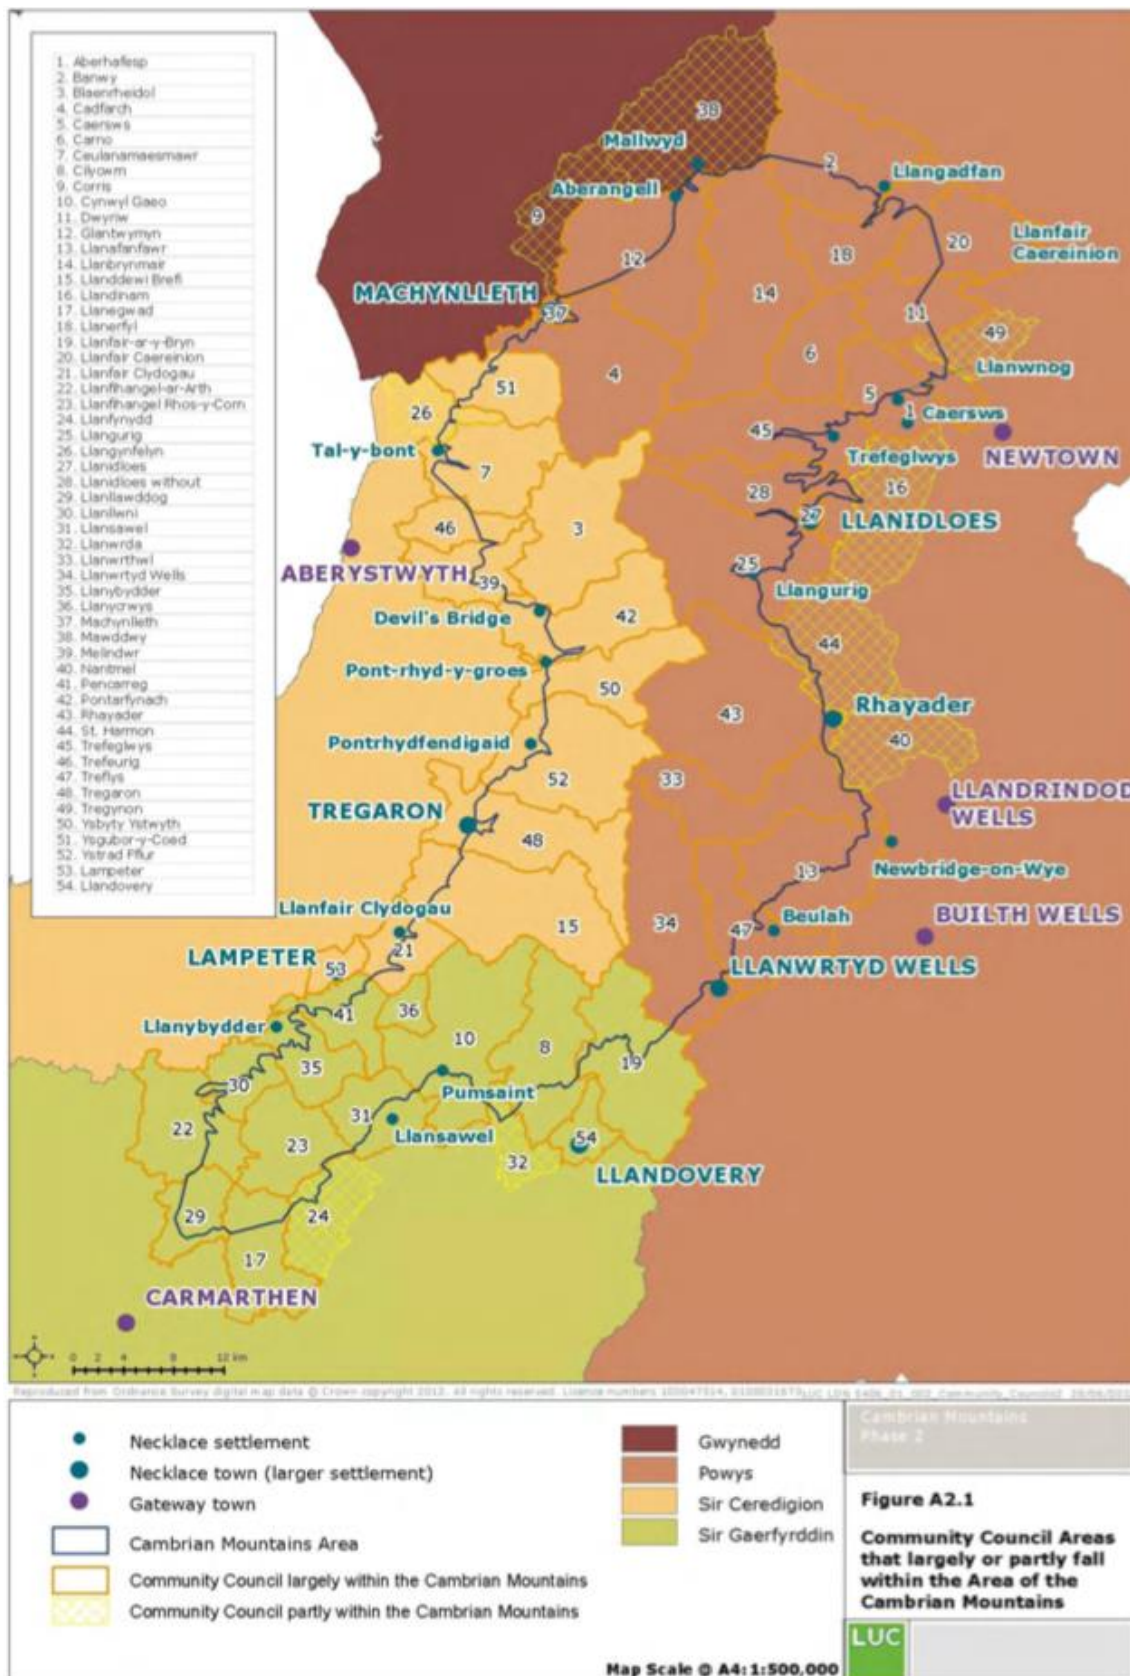 1. Aberhafesp
2. Banwy
3. Blaenrheidol
4. Cadfarch
5. Caersws
6. Carno
7. Ceulanamaesmawr
8. Cilycwm
9. Corris
10. Cynwyl Gaeo
11. Dwyriw
12. Glantwymyn
13. Llanafanfawr
14. Llanbrynmair
15. Llanddewi Brefi
16. Llandinam
17. Llanegwad
18. Llanerfyl
19. Llanfair-ar-y-Bryn
20. Llanfair Caereinion
21. Llanfair Clydogau
22. Llanfihangel-ar-Arth
23. Llanfihangel Rhos-y-Corn
24. Llanfynydd
25. Llangurig
26. Llangynfelyn
27. Llanidloes
28. Llanidloes without
29. Llanllawddog
30. Llanllwni
31. Llansawel
32. Llanwrda
33. Llanwrthwl
34. Llanwrtyd Wells
35. Llanybydder
36. Llanycrwys
37. Machynlleth
38. Mawddwy
39. Melindwr
40. Nantmel
41. Pencarreg
42. Pontarfynach
43. Rhayader
44. St. Harmon
45. Trefeglwys
46. Trefeurig
47. Treflys
48. Tregaron
49. Tregynon
50. Ysbyty Ystwyth
51. Ysgubor-y-Coed
52. Ystrad Fflur
53. Lampeter
54. Llandovery
38
Mallwyd
2
Llangadfan
Aberangell
9
12
18
20
Llanfair
Caereinion
MACHYNLLETH
37
14
11
49
6
Llanwnog
4
51
5
26
1
Caersws
45
Tal-y-bont
NEWTOWN
Trefeglwys
7
28
16
46
3
27
LLANIDLOES
ABERYSTWYTH
39
25
Llangurig
Devil's Bridge
42
44
Pont-rhyd-y-groes
50
Rhayader
43
Pontrhydfendigaid
40
52
33
LLANDRINDOD
WELLS
TREGARON
48
13
Newbridge-on-Wye
Llanfair Clydogau
15
34
47
Beulah
BUILTH WELLS
21
LAMPETER
53
LLANWRTYD WELLS
Llanybydder
41
36
10
8
19
35
30
Pumsaint
31
Llansawel
22
23
54
32
LLANDOVERY
29
24
17
CARMARTHEN
0 2 4 8 12 km
Reproduced from Ordnance Survey digital map data © Crown copyright 2012. All rights reserved.
Necklace settlement
Necklace town (larger settlement)
Gateway town
Cambrian Mountains Area
Community Council largely within the Cambrian Mountains
Community Council partly within the Cambrian Mountains
Gwynedd
Powys
Sir Ceredigion
Sir Gaerfyrddin
Map Scale @ A4: 1:500,000
Cambrian Mountains
Phase 2
Figure A2.1
Community Council Areas
that largely or partly fall
within the Area of the
Cambrian Mountains
LUC